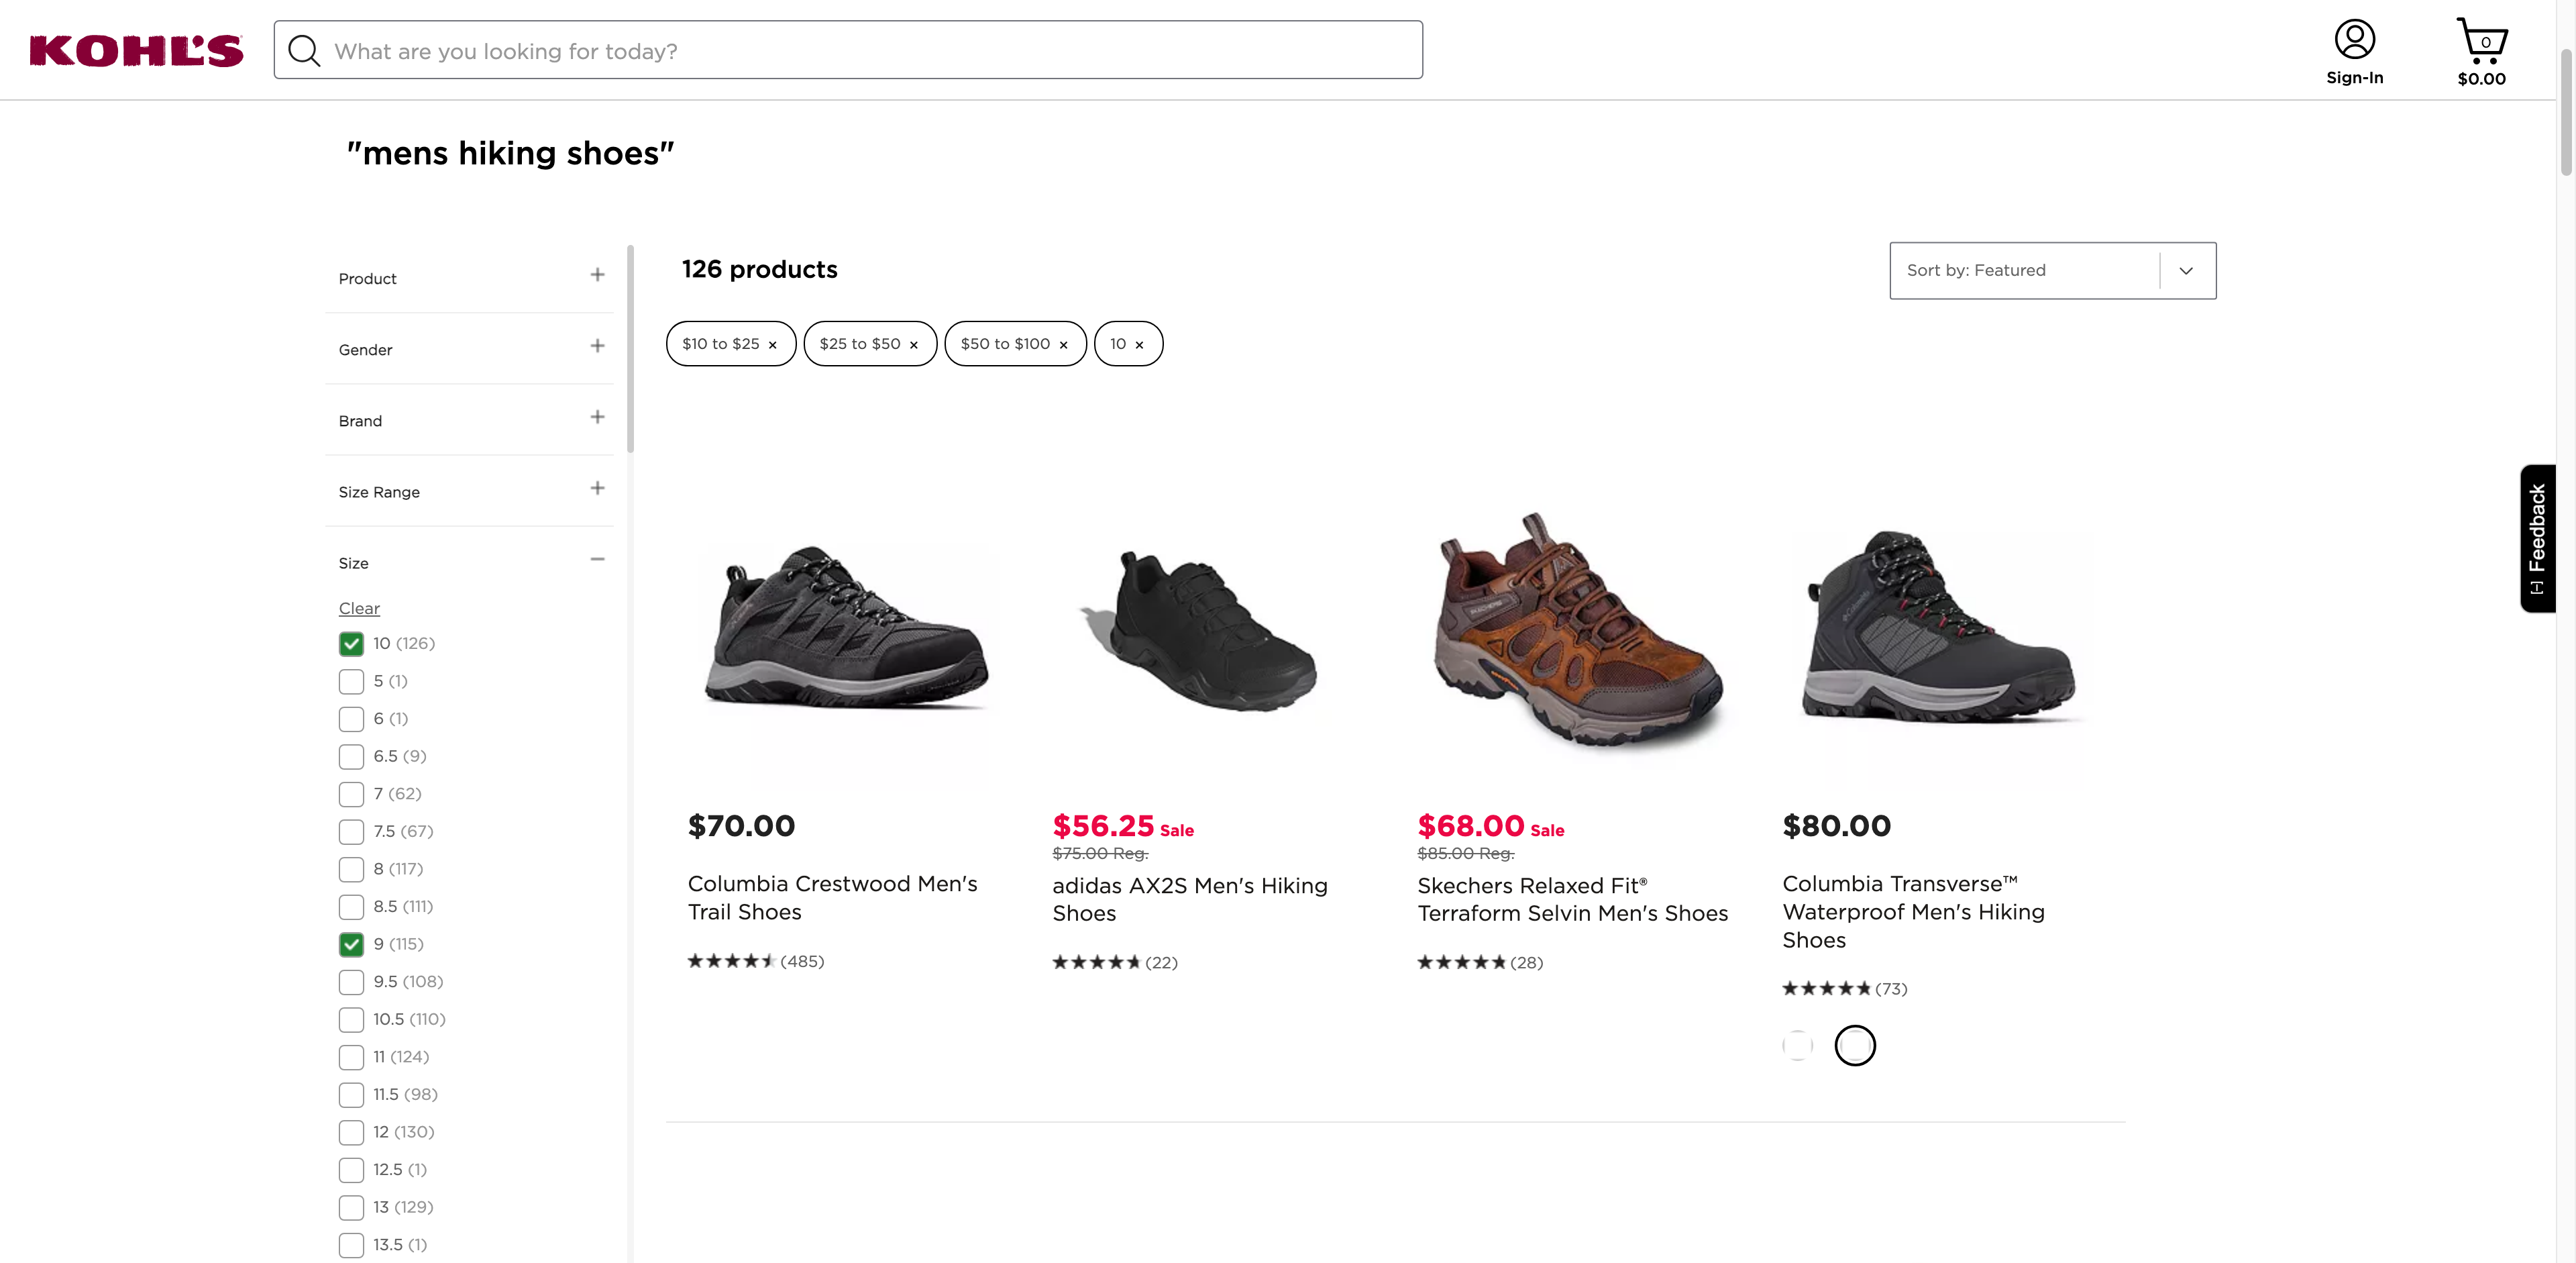 KOHL'S
What are you looking for today?
0
Sign-In
$0.00
"mens hiking shoes"
Product
Gender
Brand
Size Range
Size
Clear
10 (126)
5 (1)
6 (1)
6.5 (9)
7 (62)
7.5 (67)
8 (117)
8.5 (111)
9 (115)
9.5 (108)
10.5 (110)
11 (124)
11.5 (98)
12 (130)
12.5 (1)
13 (129)
13.5 (1)
126 products
Sort by: Featured
$10 to $25 ×
$25 to $50 ×
$50 to $100 ×
10 ×
$70.00
Columbia Crestwood Men's
Trail Shoes
(485)
$56.25 Sale
$75.00 Reg.
adidas AX2S Men's Hiking
Shoes
(22)
SKECHERS
$68.00 Sale
$85.00 Reg.
Skechers Relaxed Fit®
Terraform Selvin Men's Shoes
(28)
Columbia
$80.00
Columbia Transverse™
Waterproof Men's Hiking
Shoes
(73)
[-] Feedback